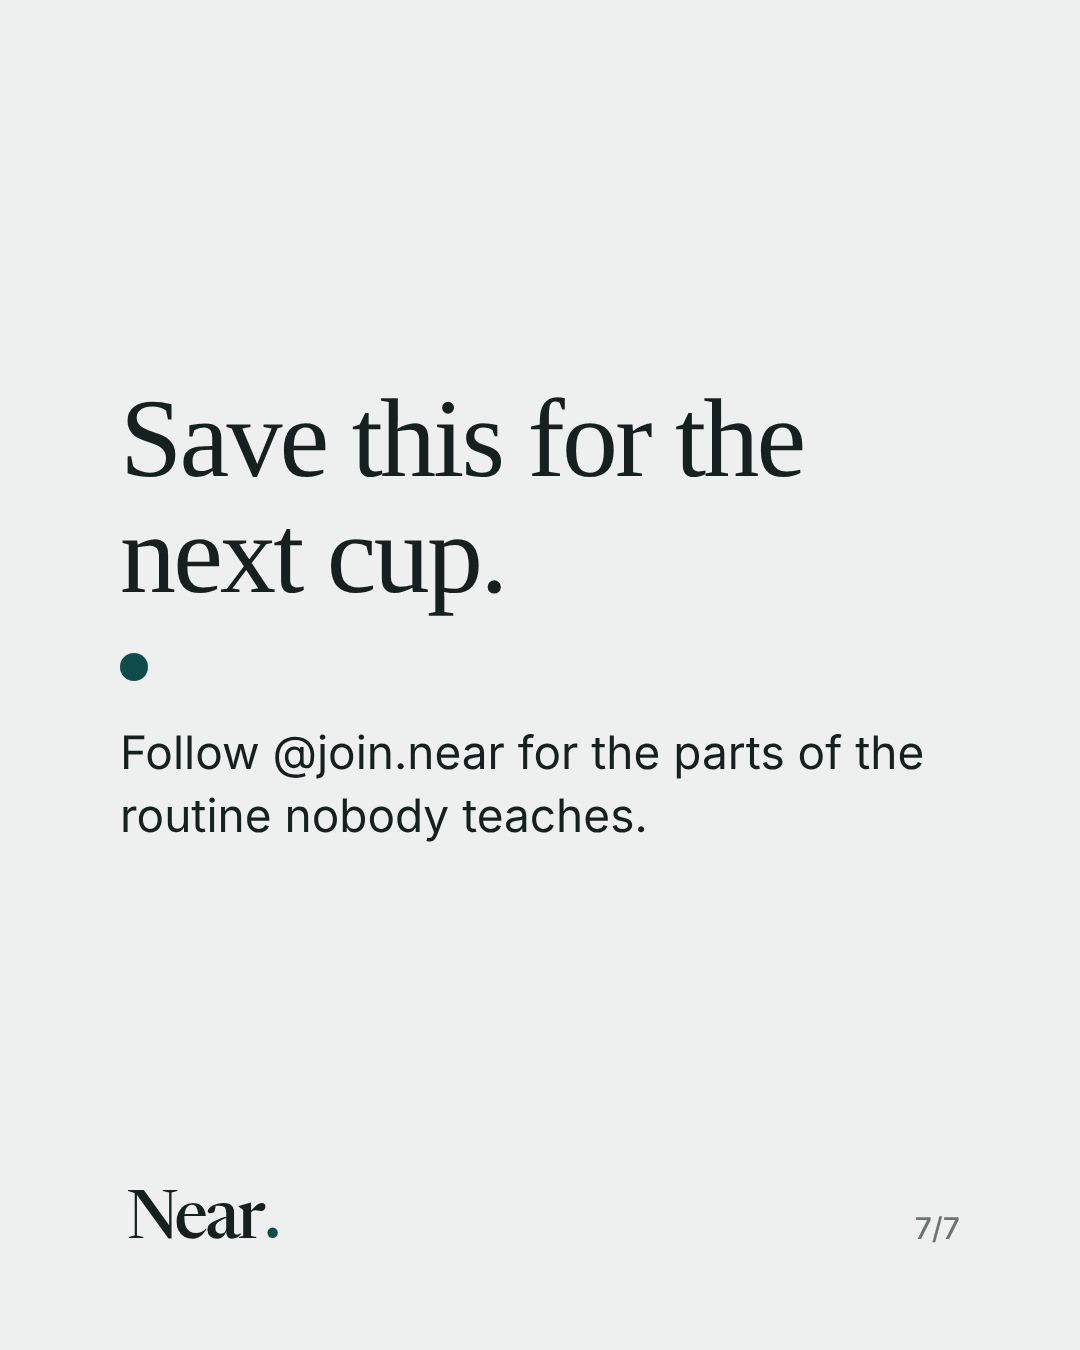 Save this for the
next cup.
Follow @join.near for the parts of the
routine nobody teaches.
Near.
7/7